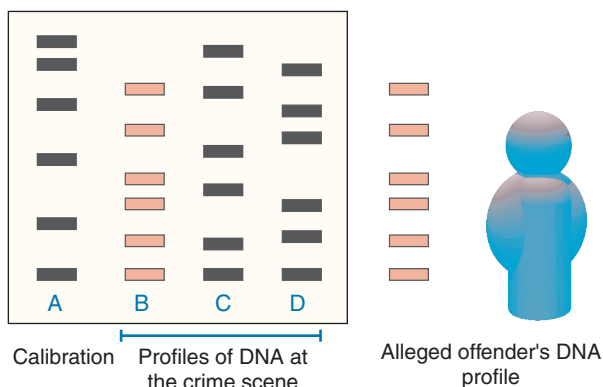 A B C D
Calibration
Profiles of DNA at
the crime scene
Alleged offender's DNA
profile